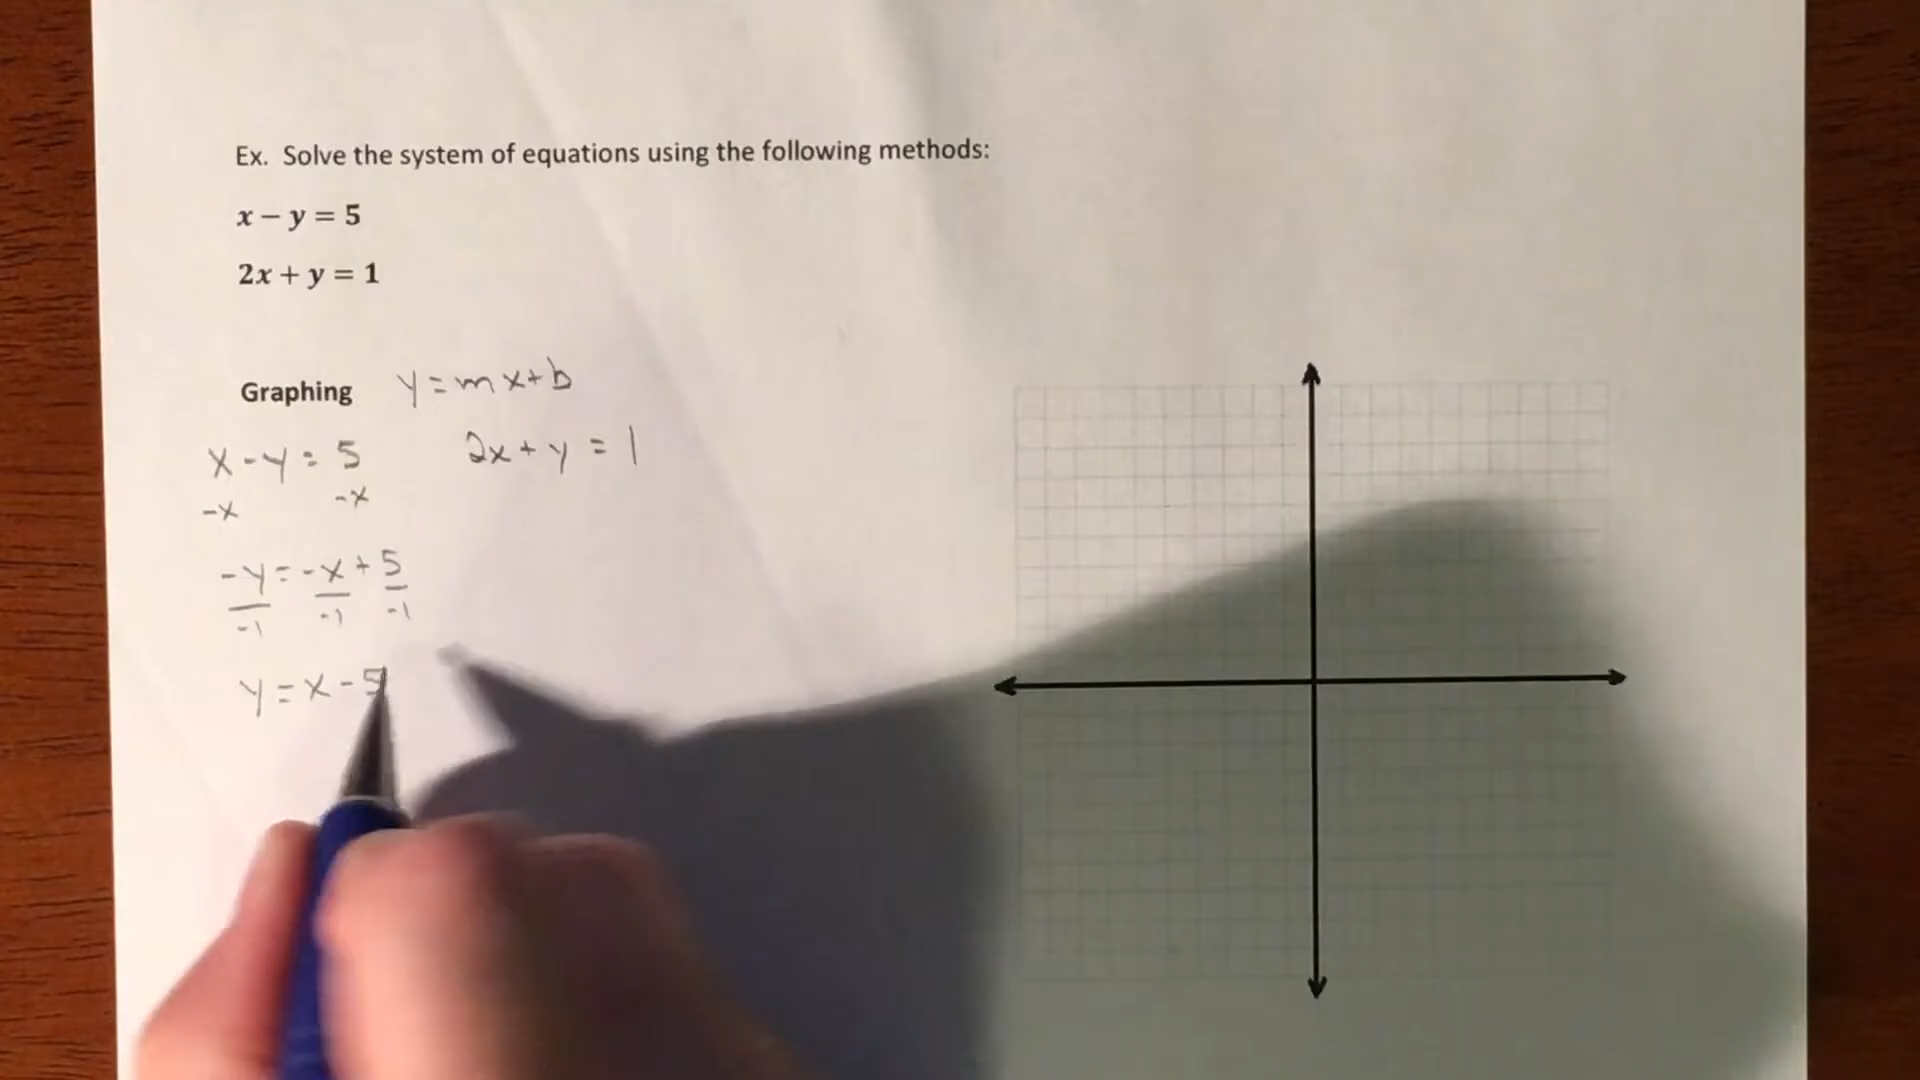 Ex. Solve the system of equations using the following methods:
x − y = 5
2x + y = 1
Graphing y = mx + b
x - y = 5 2x + y = 1
-x -x
-y = -x + 5
-1 -1 -1
y = x - 5